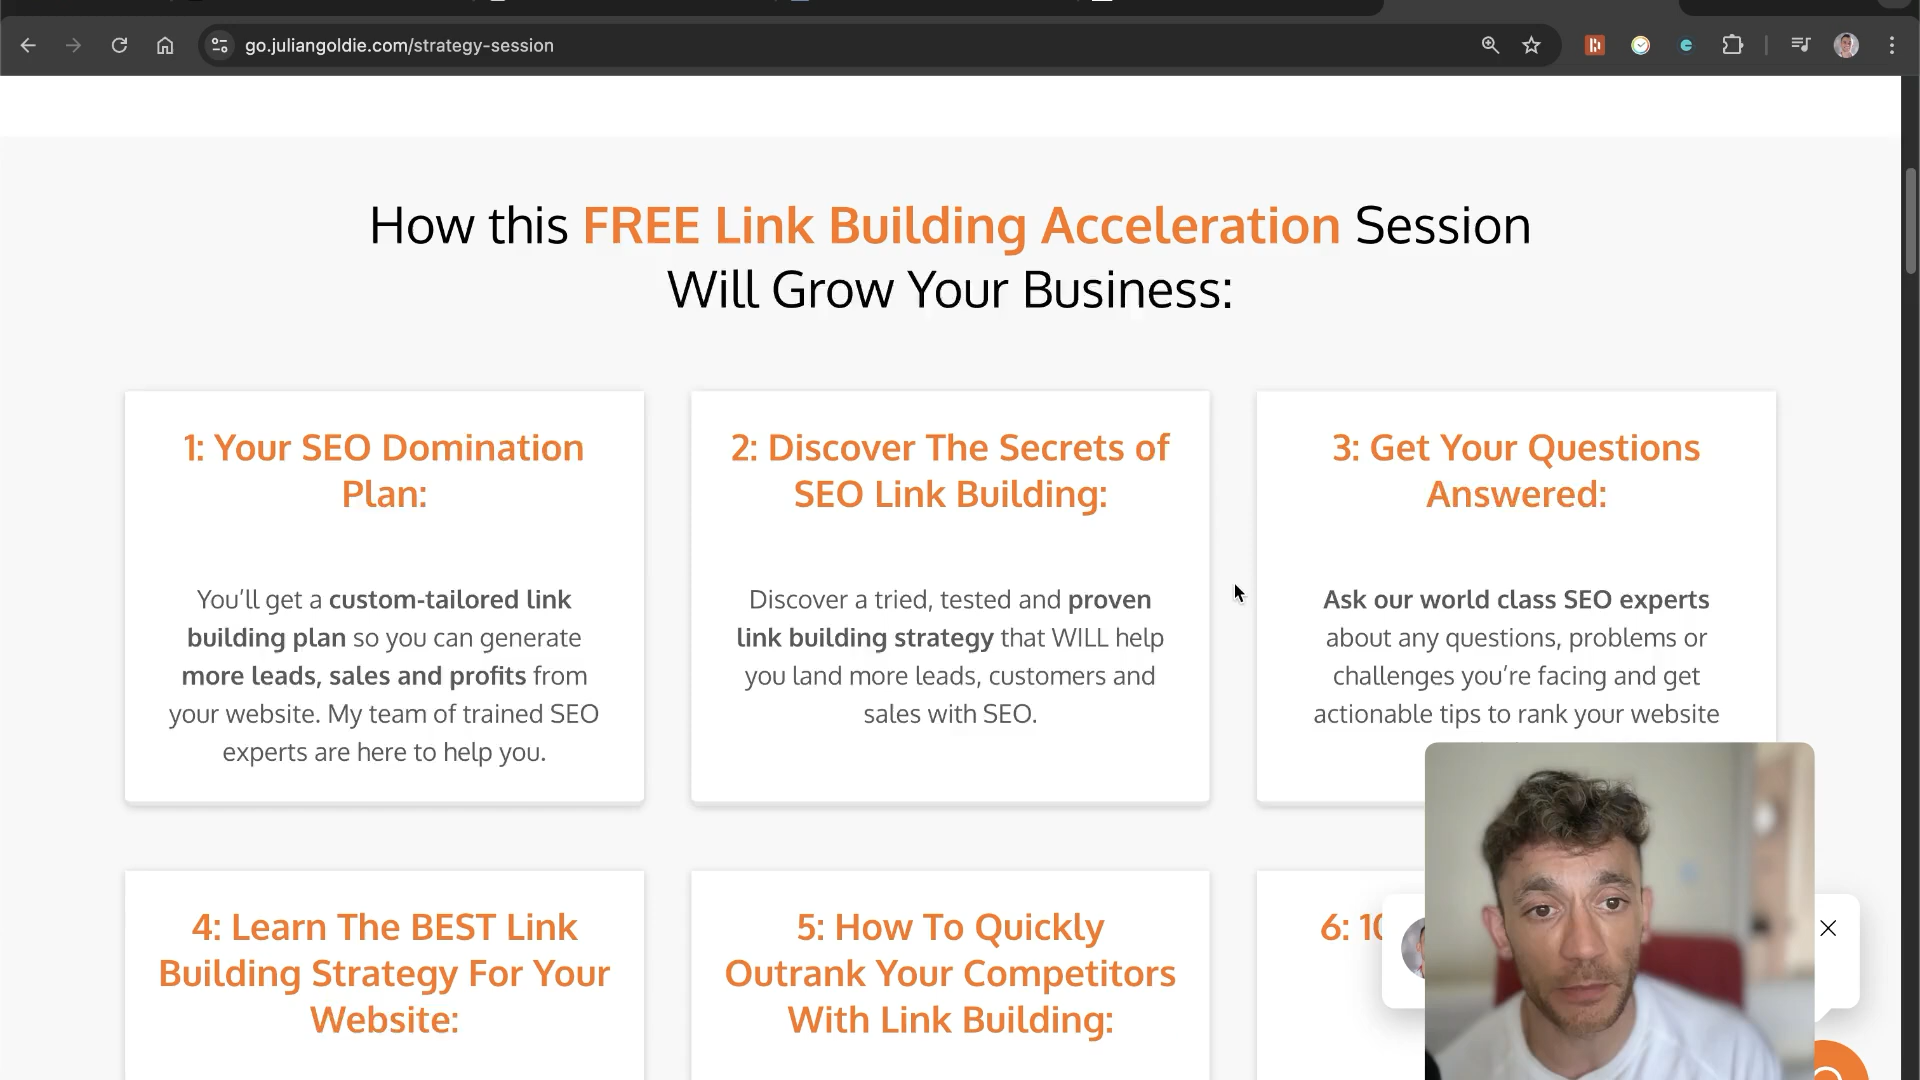 go.juliangoldie.com/strategy-session
How this FREE Link Building Acceleration Session
Will Grow Your Business:
1: Your SEO Domination
Plan:
You'll get a custom-tailored link
building plan so you can generate
more leads, sales and profits from
your website. My team of trained SEO
experts are here to help you.
2: Discover The Secrets of
SEO Link Building:
Discover a tried, tested and proven
link building strategy that WILL help
you land more leads, customers and
sales with SEO.
3: Get Your Questions
Answered:
Ask our world class SEO experts
about any questions, problems or
challenges you're facing and get
actionable tips to rank your website
4: Learn The BEST Link
Building Strategy For Your
Website:
5: How To Quickly
Outrank Your Competitors
With Link Building:
6: